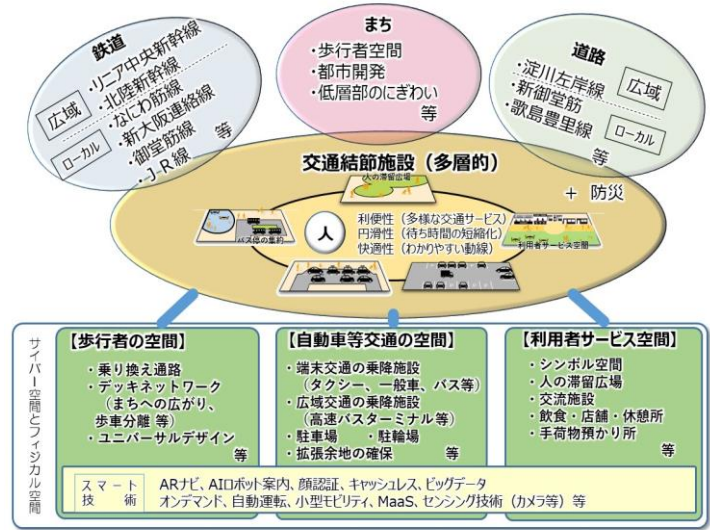 鉄道
広域
・リニア中央新幹線
・北陸新幹線
・なにわ筋線
ローカル
・新大阪連絡線
・御堂筋線
・J-R線
等
まち
・歩行者空間
・都市開発
・低層部のにぎわい
等
道路
・淀川左岸線
広域
・新御堂筋
・歌島豊里線
ローカル
等
交通結節施設（多層的）
＋ 防災
人の滞留広場
バス停の集約
人
利便性（多様な交通サービス）
円滑性（待ち時間の短縮化）
快適性（わかりやすい動線）
利用者サービス空間
サイバー空間とフィジカル空間
【歩行者の空間】
・乗り換え通路
・デッキネットワーク
（まちへの広がり、
歩車分離 等）
・ユニバーサルデザイン
等
【自動車等交通の空間】
・端末交通の乗降施設
（タクシー、一般車、バス等）
・広域交通の乗降施設
（高速バスターミナル等）
・駐車場 ・駐輪場
・拡張余地の確保 等
【利用者サービス空間】
・シンボル空間
・人の滞留広場
・交流施設
・飲食・店舗・休憩所
・手荷物預かり所
等
スマート
技術
ARナビ、AIロボット案内、顔認証、キャッシュレス、ビッグデータ
オンデマンド、自動運転、小型モビリティ、MaaS、センシング技術（カメラ等）等